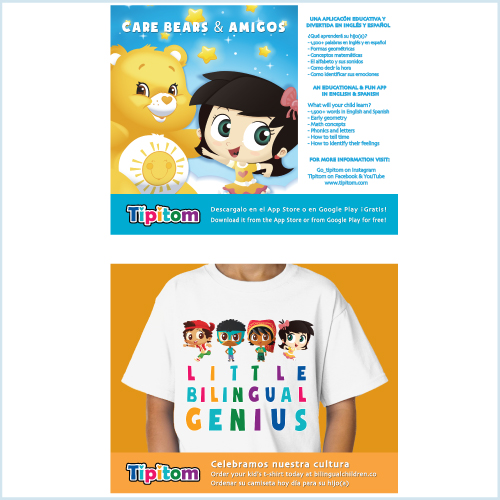 CARE BEARS & AMIGOS
UNA APLICACÓN EDUCATIVA Y
DIVERTIDA EN INGLÉS Y ESPAÑOL
¿Qué aprenderá su hijo(a)?
- 1,500+ palabras en inglés y en español
- Formas geométricas
- Conceptos matemáticos
- El alfabeto y sus sonidos
- Como decir la hora
- Como identificar sus emociones
AN EDUCATIONAL & FUN APP
IN ENGLISH & SPANISH
What will your child learn?
- 1,500+ words in English and Spanish
- Early geometry
- Math concepts
- Phonics and letters
- How to tell time
- How to identify their feelings
FOR MORE INFORMATION VISIT:
Go_tipitom on Instagram
Tipitom on Facebook & YouTube
www.tipitom.com
Tipitom
Descargalo en el App Store o en Google Play ¡Gratis!
Download it from the App Store or from Google Play for free!
LITTLE
BILINGUAL
GENIUS
Tipitom
Celebramos nuestra cultura
Order your kid's t-shirt today at bilingualchildren.co
Ordener su camiseta hoy dia para su hijo(a)